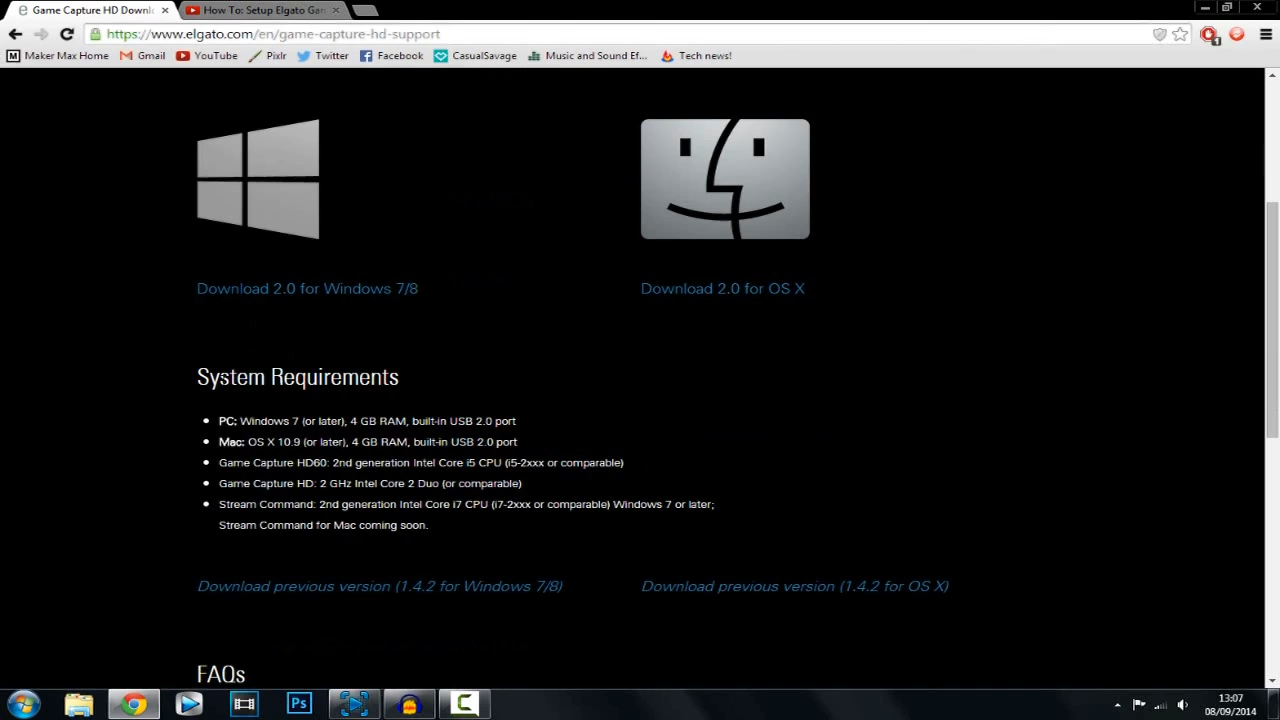 Game Capture HD Downl
How To: Setup Elgato Gam
https://www.elgato.com/en/game-capture-hd-support
1
M Maker Max Home
Gmail
YouTube
Pixlr
Twitter
Facebook
CasualSavage
Music and Sound Ef...
Tech news!
Download 2.0 for Windows 7/8
Download 2.0 for OS X
System Requirements
PC: Windows 7 (or later), 4 GB RAM, built-in USB 2.0 port
Mac: OS X 10.9 (or later), 4 GB RAM, built-in USB 2.0 port
Game Capture HD60: 2nd generation Intel Core i5 CPU (i5-2xxx or comparable)
Game Capture HD: 2 GHz Intel Core 2 Duo (or comparable)
Stream Command: 2nd generation Intel Core i7 CPU (i7-2xxx or comparable) Windows 7 or later;
Stream Command for Mac coming soon.
Download previous version (1.4.2 for Windows 7/8)
Download previous version (1.4.2 for OS X)
FAQs
Ps
C
13:07
08/09/2014